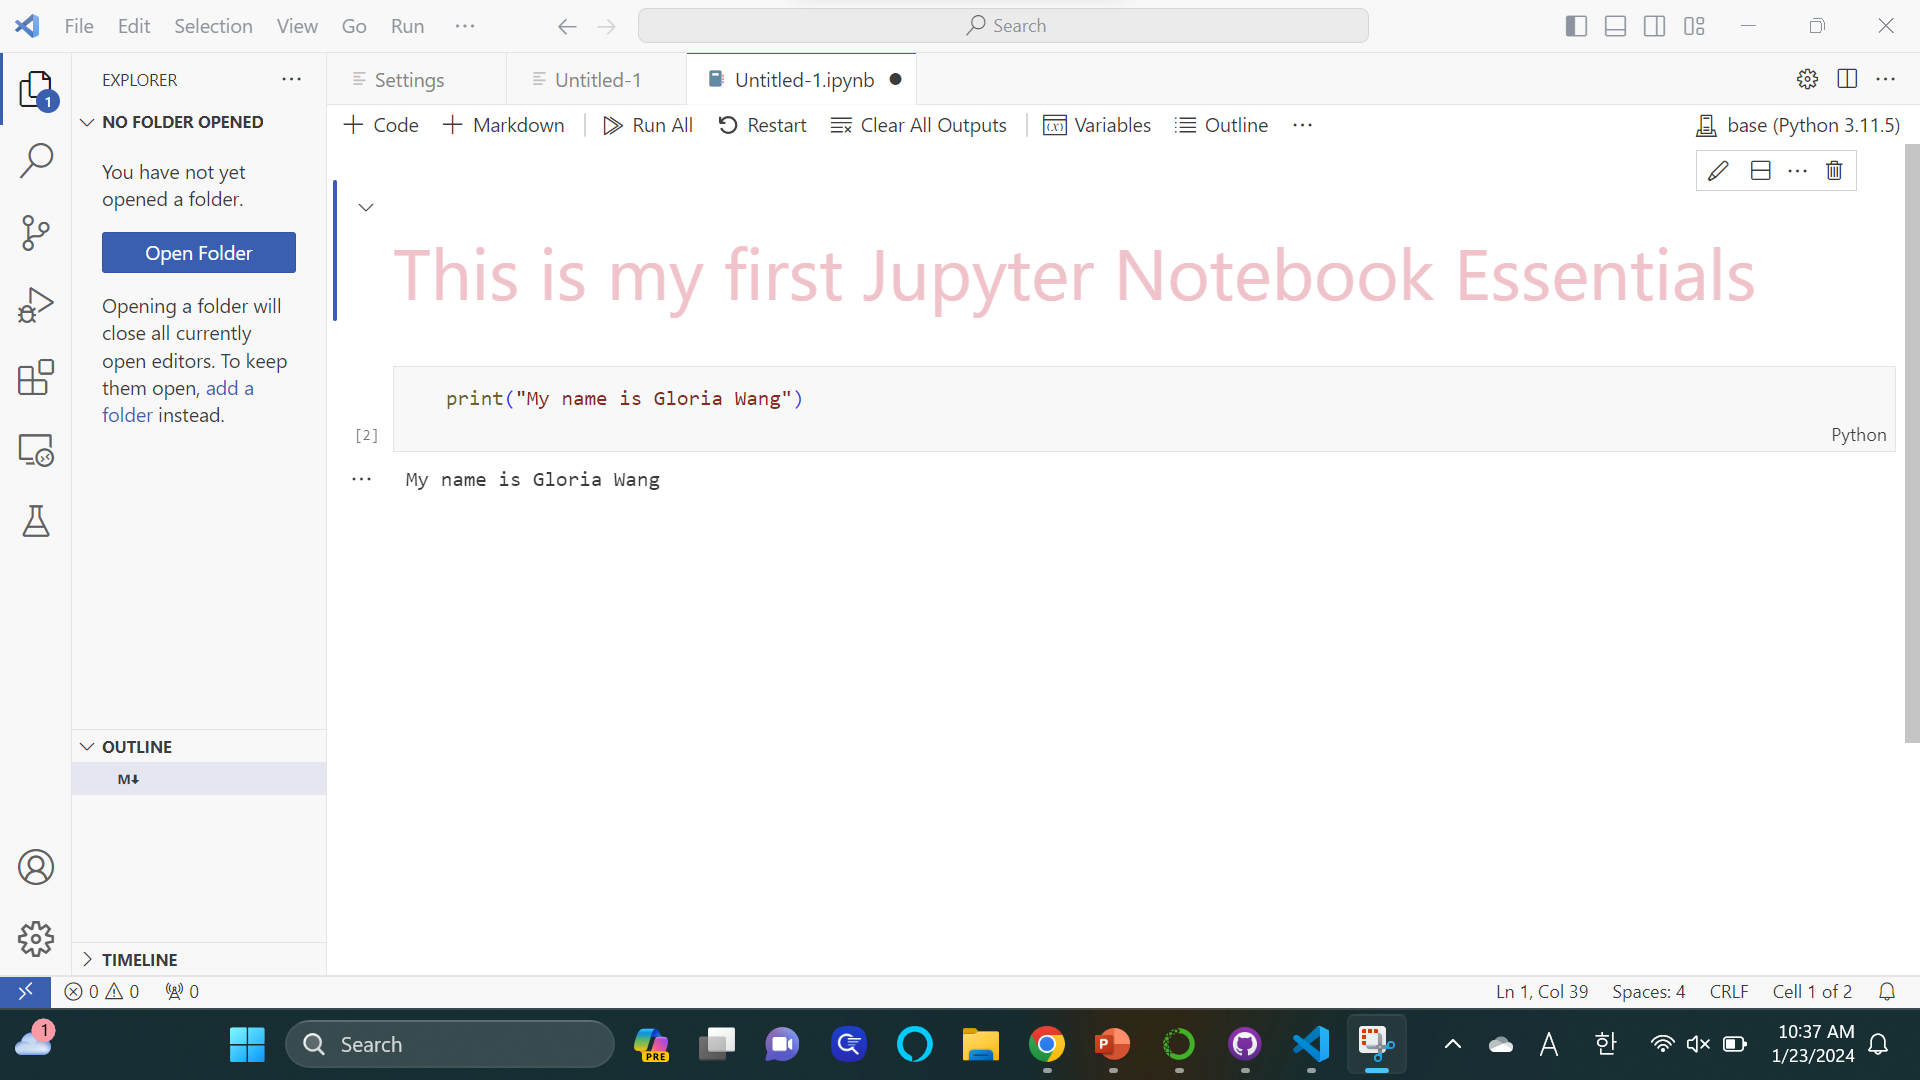 File Edit Selection View Go Run ···
Search
EXPLORER ···
1
NO FOLDER OPENED
You have not yet
opened a folder.
Open Folder
Opening a folder will
close all currently
open editors. To keep
them open, add a
folder instead.
OUTLINE
M↓
TIMELINE
Settings
Untitled-1
Untitled-1.ipynb
+ Code + Markdown Run All Restart Clear All Outputs (x) Variables Outline ···
base (Python 3.11.5)
This is my first Jupyter Notebook Essentials
print("My name is Gloria Wang")
[2]
Python
··· My name is Gloria Wang
0 0 0
Ln 1, Col 39 Spaces: 4 CRLF Cell 1 of 2
1
Search
PRE
P
A
한
10:37 AM
1/23/2024